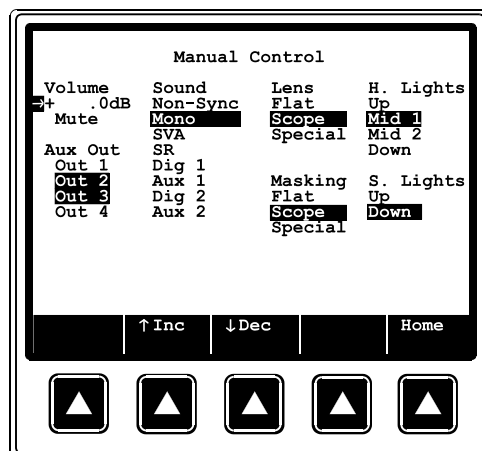 Manual Control
Volume Sound Lens H. Lights
→+ .0dB Non-Sync Flat Up
Mute Mono Scope Mid 1
SVA Special Mid 2
Aux Out SR Down
Out 1 Dig 1
Out 2 Aux 1 Masking S. Lights
Out 3 Dig 2 Flat Up
Out 4 Aux 2 Scope Down
Special
↑Inc ↓Dec Home